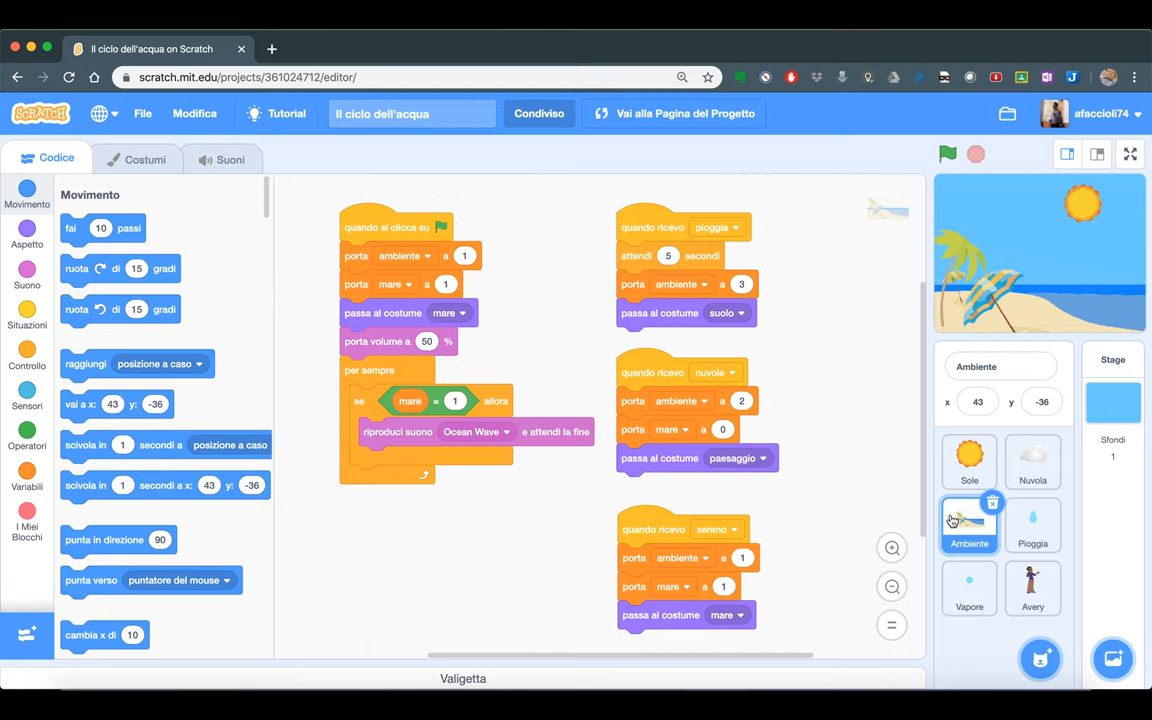 Il ciclo dell'acqua on Scratch
scratch.mit.edu/projects/361024712/editor/
SCRATCH
File
Modifica
Tutorial
Il ciclo dell'acqua
Condiviso
Vai alla Pagina del Progetto
afaccioli74
Codice
Costumi
Suoni
Movimento
Aspetto
Suono
Situazioni
Controllo
Sensori
Operatori
Variabili
I Miei
Blocchi
Movimento
fai 10 passi
ruota di 15 gradi
ruota di 15 gradi
raggiungi posizione a caso
vai a x: 43 y: -36
scivola in 1 secondi a posizione a caso
scivola in 1 secondi a x: 43 y: -36
punta in direzione 90
punta verso puntatore del mouse
cambia x di 10
quando si clicca su
porta ambiente a 1
porta mare a 1
passa al costume mare
porta volume a 50 %
per sempre
se mare = 1 allora
riproduci suono Ocean Wave e attendi la fine
quando ricevo pioggia
attendi 5 secondi
porta ambiente a 3
passa al costume suolo
quando ricevo nuvole
porta ambiente a 2
porta mare a 0
passa al costume paesaggio
quando ricevo sereno
porta ambiente a 1
porta mare a 1
passa al costume mare
Ambiente
x 43 y -36
Sole
Nuvola
Ambiente
Pioggia
Vapore
Avery
Stage
Sfondi
1
Valigetta